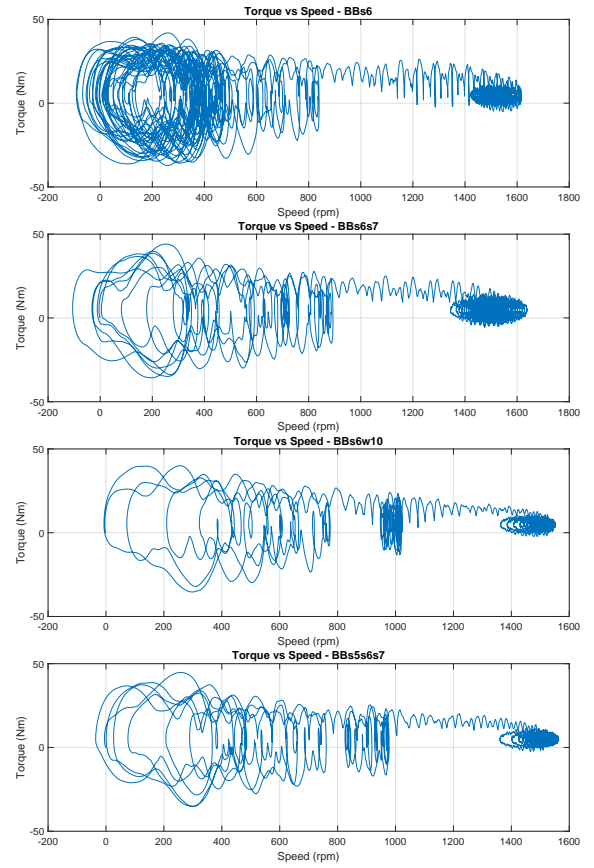 Torque vs Speed - BBs6
50
0
-50
Torque (Nm)
-200 0 200 400 600 800 1000 1200 1400 1600 1800
Speed (rpm)
Torque vs Speed - BBs6s7
50
0
-50
Torque (Nm)
-200 0 200 400 600 800 1000 1200 1400 1600 1800
Speed (rpm)
Torque vs Speed - BBs6w10
50
0
-50
Torque (Nm)
-200 0 200 400 600 800 1000 1200 1400 1600
Speed (rpm)
Torque vs Speed - BBs5s6s7
50
0
-50
Torque (Nm)
-200 0 200 400 600 800 1000 1200 1400 1600
Speed (rpm)